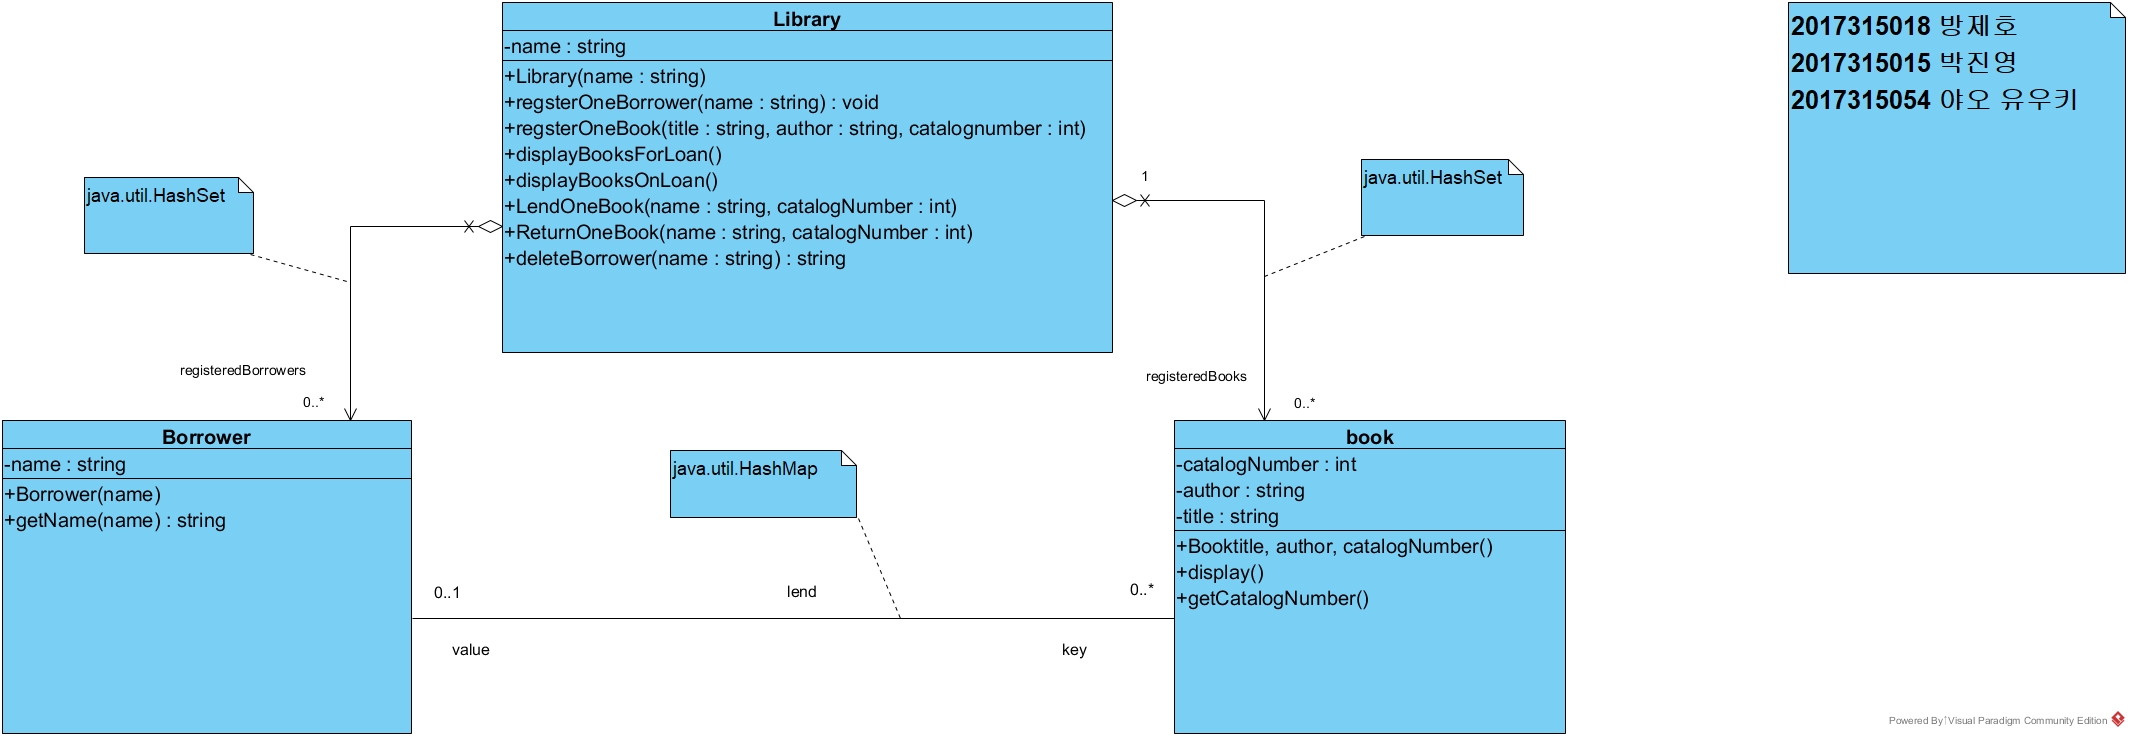 Library
-name : string
+Library(name : string)
+regsterOneBorrower(name : string) : void
+regsterOneBook(title : string, author : string, catalognumber : int)
+displayBooksForLoan()
+displayBooksOnLoan()
+LendOneBook(name : string, catalogNumber : int)
+ReturnOneBook(name : string, catalogNumber : int)
+deleteBorrower(name : string) : string
2017315018 방제호
2017315015 박진영
2017315054 야오 유우키
java.util.HashSet
java.util.HashSet
1
registeredBorrowers
0..*
registeredBooks
0..*
Borrower
-name : string
+Borrower(name)
+getName(name) : string
java.util.HashMap
book
-catalogNumber : int
-author : string
-title : string
+Booktitle, author, catalogNumber()
+display()
+getCatalogNumber()
0..1
lend
0..*
value
key
Powered By Visual Paradigm Community Edition